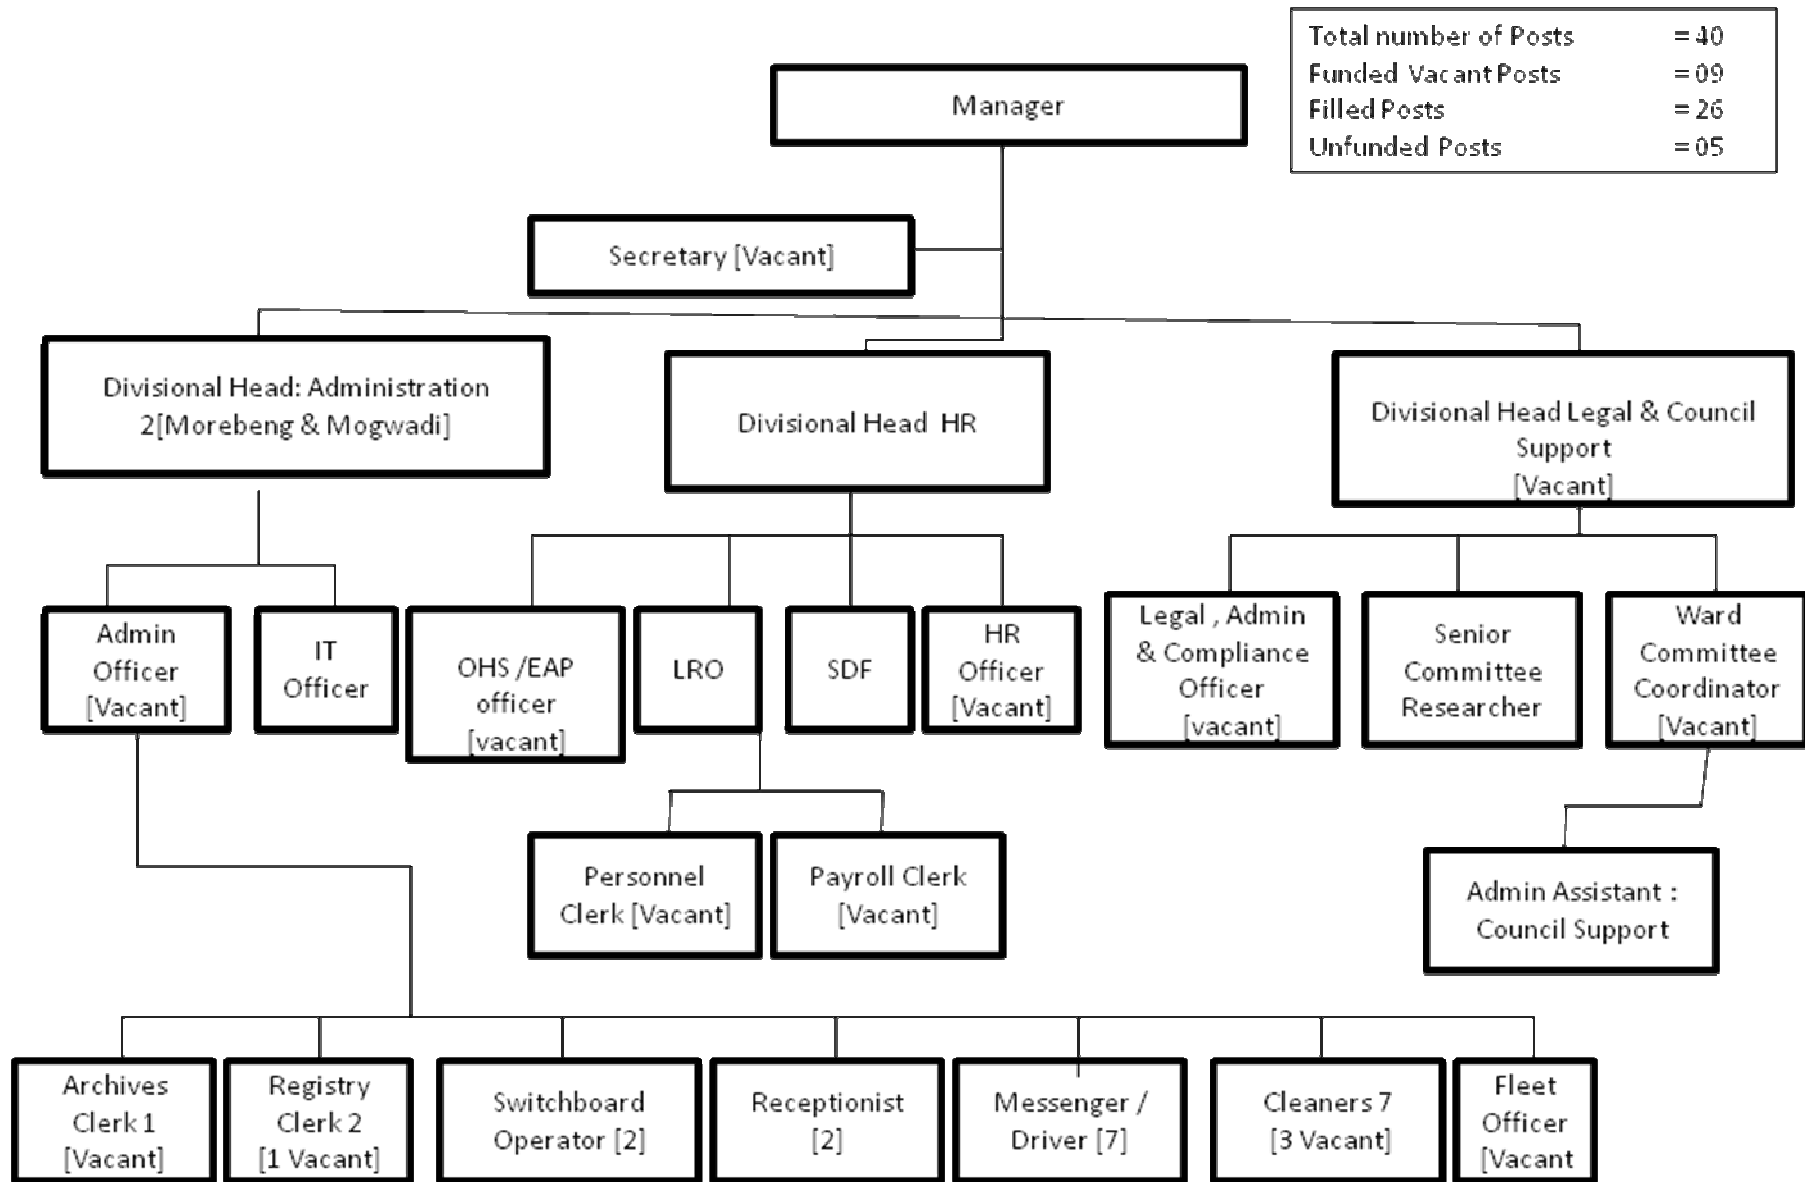 Total number of Posts = 40
Funded Vacant Posts = 09
Filled Posts = 26
Unfunded Posts = 05
Manager
Secretary [Vacant]
Divisional Head: Administration
2[Morebeng & Mogwadi]
Divisional Head HR
Divisional Head Legal & Council
Support
[Vacant]
Admin
Officer
[Vacant]
IT
Officer
OHS /EAP
officer
[vacant]
LRO
SDF
HR
Officer
[Vacant]
Legal , Admin
& Compliance
Officer
[vacant]
Senior
Committee
Researcher
Ward
Committee
Coordinator
[Vacant]
Personnel
Clerk [Vacant]
Payroll Clerk
[Vacant]
Admin Assistant :
Council Support
Archives
Clerk 1
[Vacant]
Registry
Clerk 2
[1 Vacant]
Switchboard
Operator [2]
Receptionist
[2]
Messenger /
Driver [7]
Cleaners 7
[3 Vacant]
Fleet
Officer
[Vacant